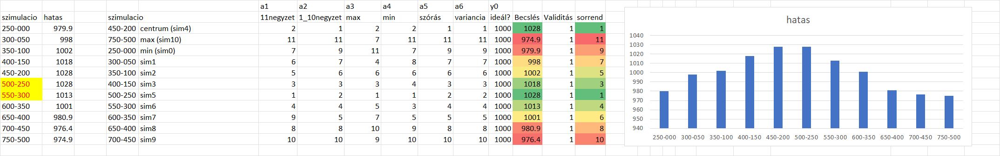 a1 a2 a3 a4 a5 a6 y0
szimulacio hatas szimulacio 11negyzet 1_10negyzet max min szórás variancia ideál? Becslés Validitás sorrend
250-000 979.9 450-200 centrum (sim4) 2 1 2 2 1 1 1000 1028 1 1
300-050 998 750-500 max (sim10) 11 11 7 11 11 11 1000 974.9 1 11
350-100 1002 250-000 min (sim0) 7 9 11 7 9 9 1000 979.9 1 9
400-150 1018 300-050 sim1 6 7 4 8 7 7 1000 998 1 7
450-200 1028 350-100 sim2 5 6 6 6 6 6 1000 1002 1 5
500-250 1028 400-150 sim3 3 3 3 4 3 3 1000 1018 1 3
550-300 1013 500-250 sim5 1 2 1 1 2 2 1000 1028 1 1
600-350 1001 550-300 sim6 4 4 5 3 4 4 1000 1013 1 4
650-400 980.9 600-350 sim7 9 5 7 5 5 5 1000 1001 1 6
700-450 976.4 650-400 sim8 8 8 10 9 8 8 1000 980.9 1 8
750-500 974.9 700-450 sim9 10 10 9 10 10 10 1000 976.4 1 10
hatas
1040
1030
1020
1010
1000
990
980
970
960
950
940
250-000 300-050 350-100 400-150 450-200 500-250 550-300 600-350 650-400 700-450 750-500